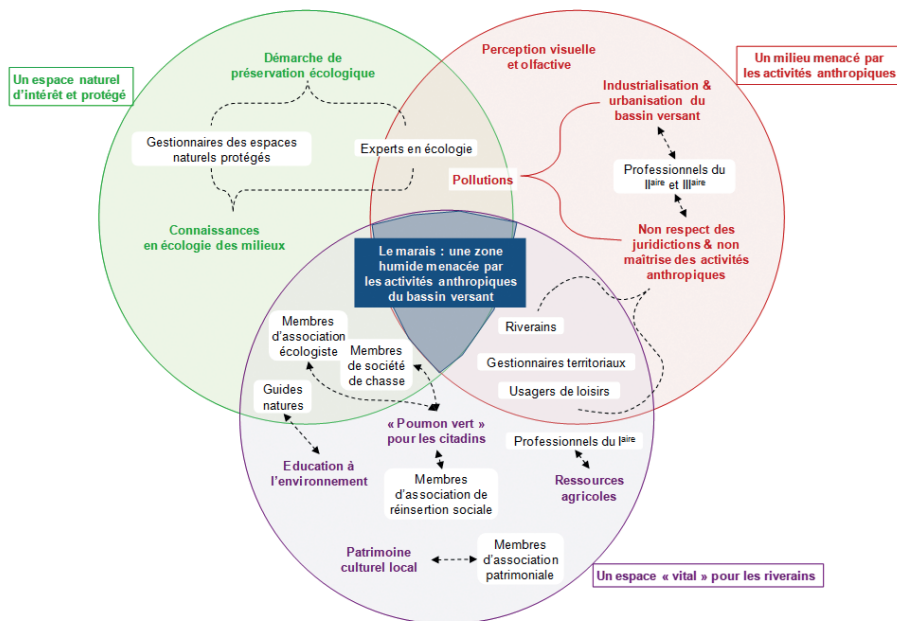 Un espace naturel
d'intérêt et protégé
Démarche de
préservation écologique
Gestionnaires des espaces
naturels protégés
Experts en écologie
Connaissances
en écologie des milieux
Perception visuelle
et olfactive
Un milieu menacé par
les activités anthropiques
Industrialisation &
urbanisation du
bassin versant
Pollutions
Professionnels du
IIaire et IIIaire
Non respect des
juridictions & non
maîtrise des activités
anthropiques
Le marais : une zone
humide menacée par
les activités anthropiques
du bassin versant
Membres
d'association
écologiste
Membres
de société
de chasse
Guides
natures
Riverains
Gestionnaires territoriaux
Usagers de loisirs
« Poumon vert »
pour les citadins
Professionnels du Iaire
Education à
l'environnement
Membres
d'association de
réinsertion sociale
Ressources
agricoles
Patrimoine
culturel local
Membres
d'association
patrimoniale
Un espace « vital » pour les riverains